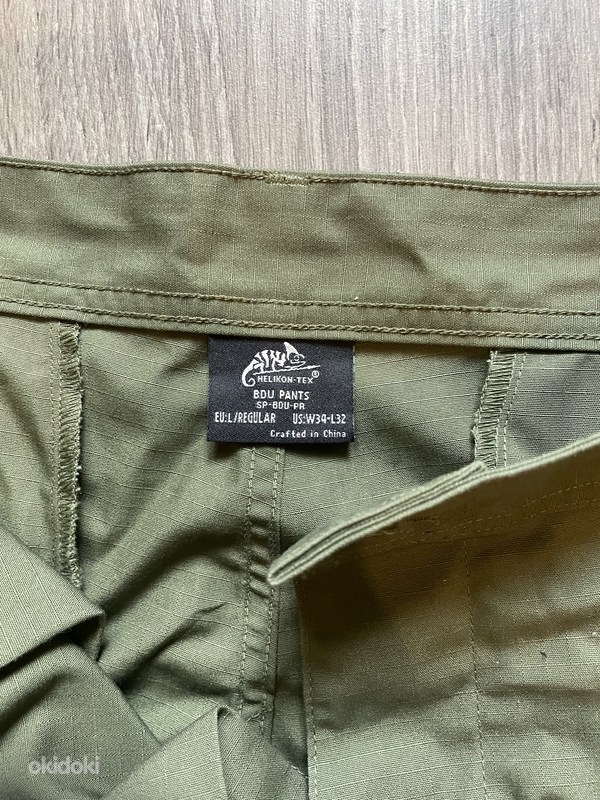 HELIKON-TEX®
BDU PANTS
SP-BDU-PR
EU:L/REGULAR US:W34-L32
Crafted in China
okidoki